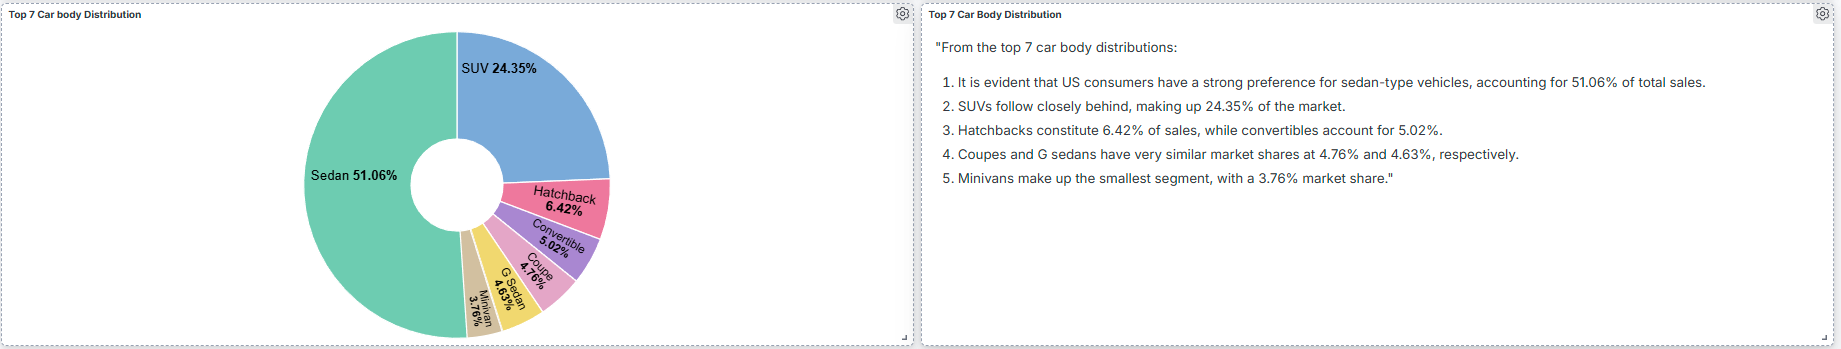 Top 7 Car body Distribution
SUV 24.35%
Hatchback
6.42%
Convertible
5.02%
Coupe
4.76%
G Sedan
4.63%
Minivan
3.76%
Sedan 51.06%
Top 7 Car Body Distribution
"From the top 7 car body distributions:
1. It is evident that US consumers have a strong preference for sedan-type vehicles, accounting for 51.06% of total sales.
2. SUVs follow closely behind, making up 24.35% of the market.
3. Hatchbacks constitute 6.42% of sales, while convertibles account for 5.02%.
4. Coupes and G sedans have very similar market shares at 4.76% and 4.63%, respectively.
5. Minivans make up the smallest segment, with a 3.76% market share."